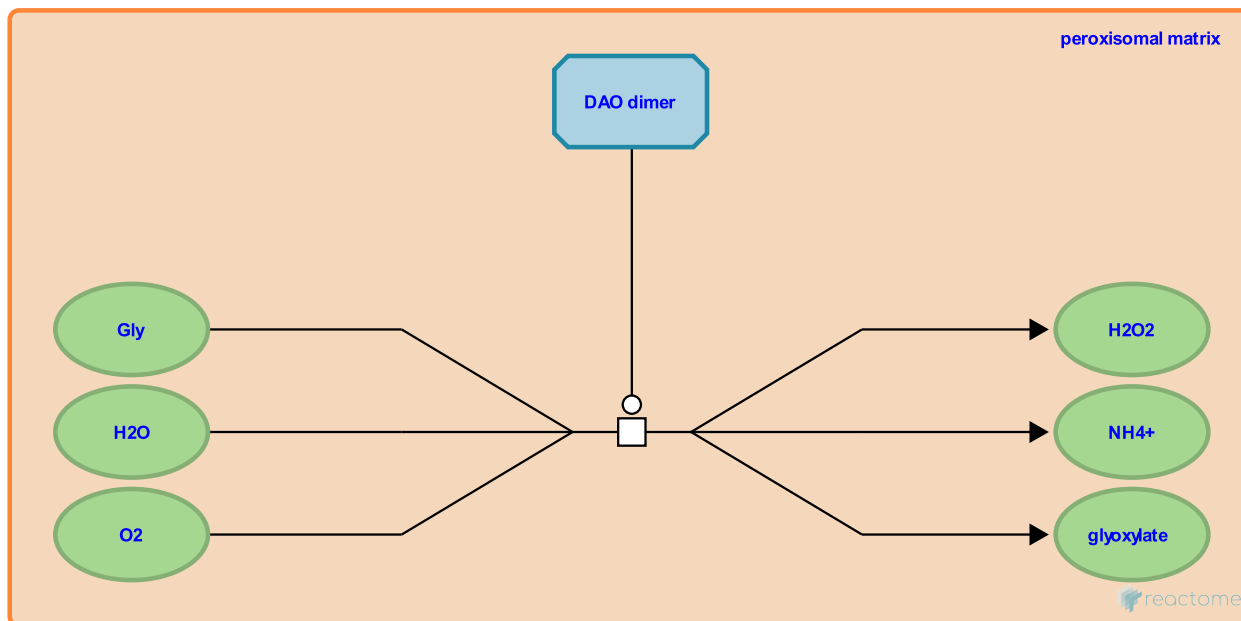 peroxisomal matrix
DAO dimer
Gly
H2O2
H2O
NH4+
O2
glyoxylate
reactome